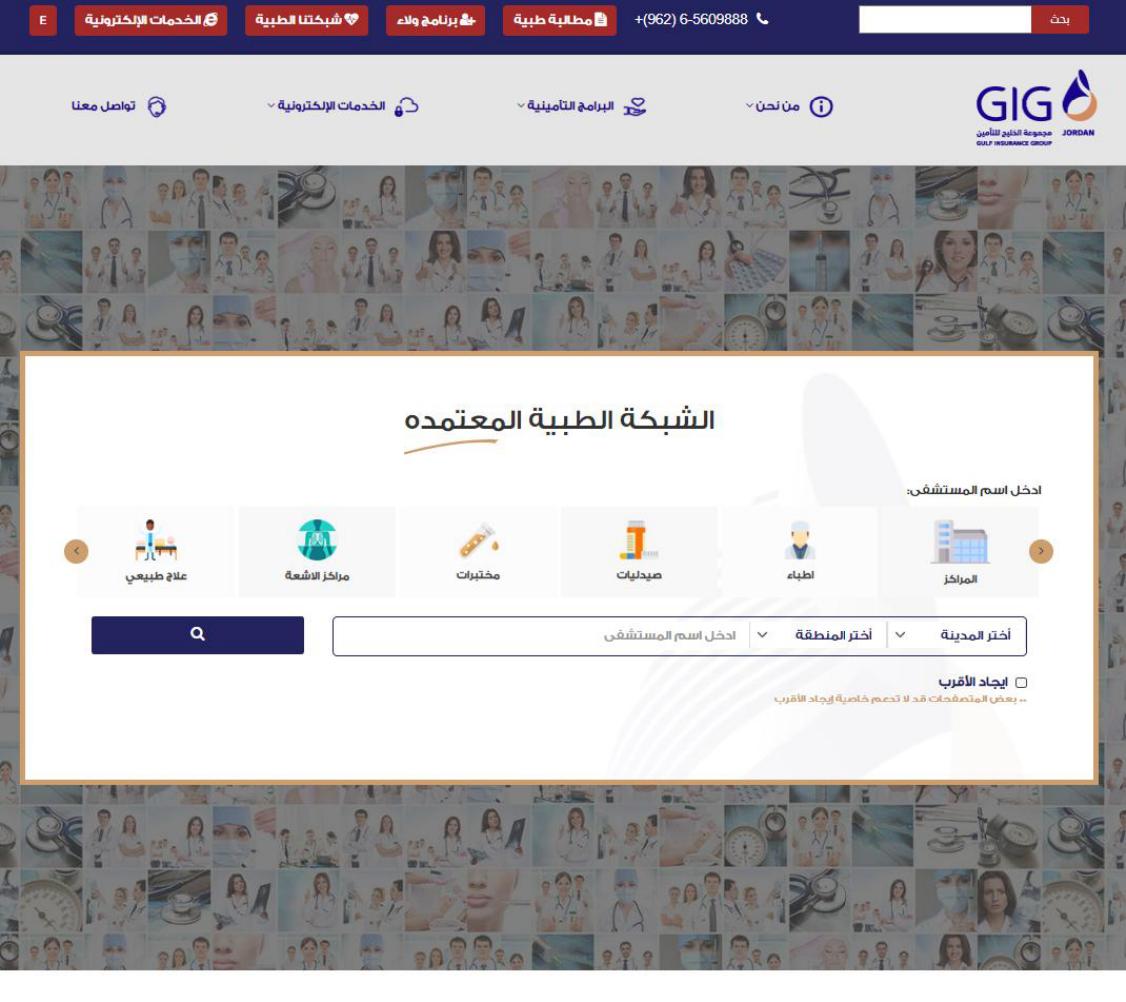 بحث
+(962) 6-5609888
مطالبة طبية
برنامج ولاء
شبكتنا الطبية
الخدمات الإلكترونية
E
GIG
مجموعة الخليج للتأمين
JORDAN
GULF INSURANCE GROUP
من نحن
البرامج التأمينية
الخدمات الإلكترونية
تواصل معنا
الشبكة الطبية المعتمده
ادخل اسم المستشفى:
المراكز
اطباء
صيدليات
مختبرات
مراكز الاشعة
علاج طبيعي
أختر المدينة
أختر المنطقة
ادخل اسم المستشفى
ايجاد الأقرب
.. بعض المتصفحات قد لا تدعم خاصية إيجاد الأقرب